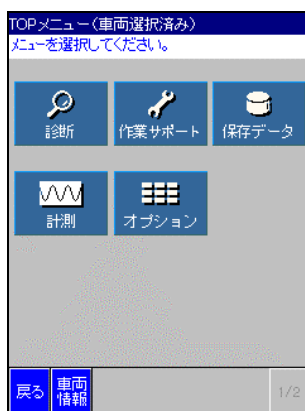 TOPメニュー(車両選択済み)
メニューを選択してください。
診断
作業サポート
保存データ
計測
オプション
戻る
車両
情報
1/2